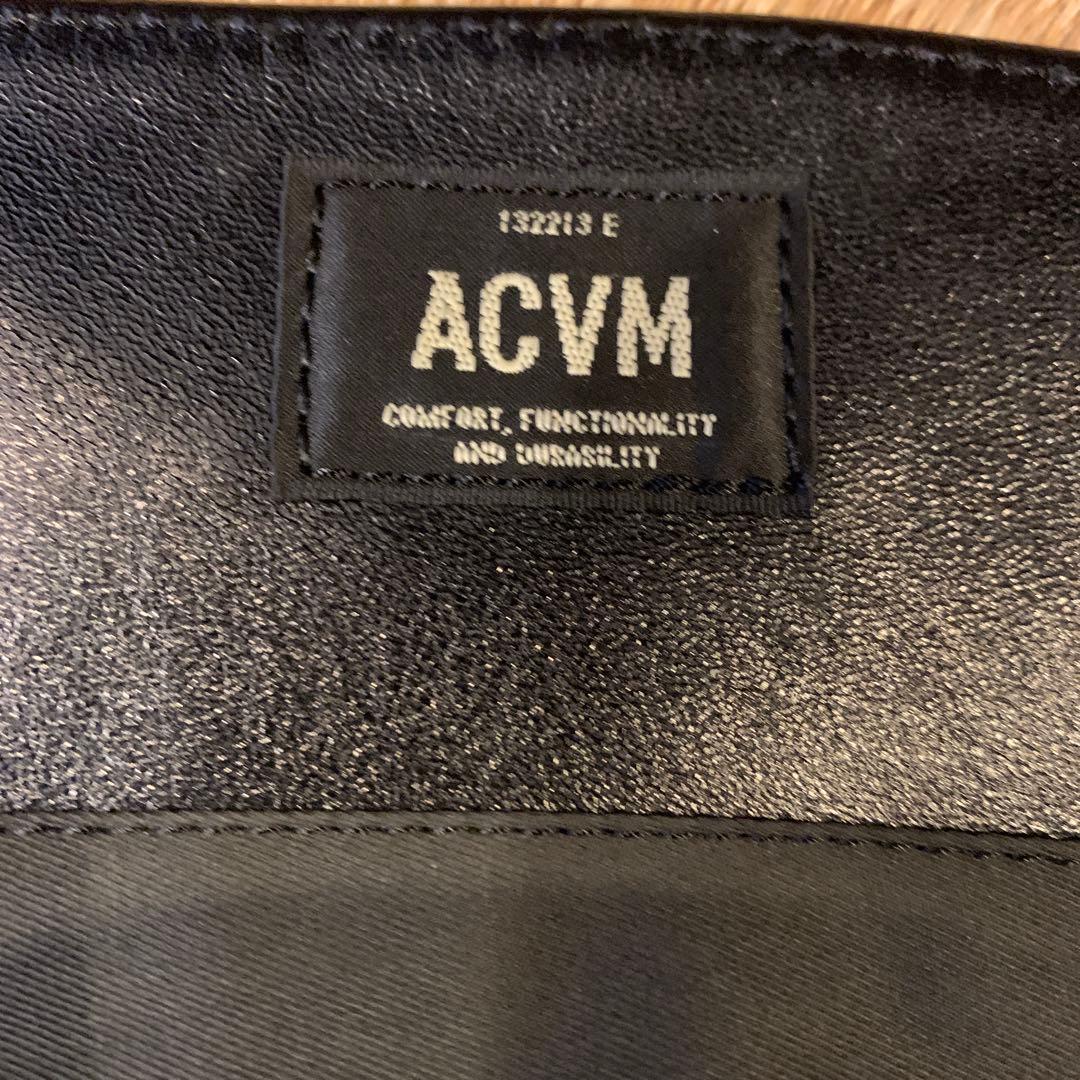 132213 E
ACVM
COMFORT, FUNCTIONALITY
AND DURABILITY